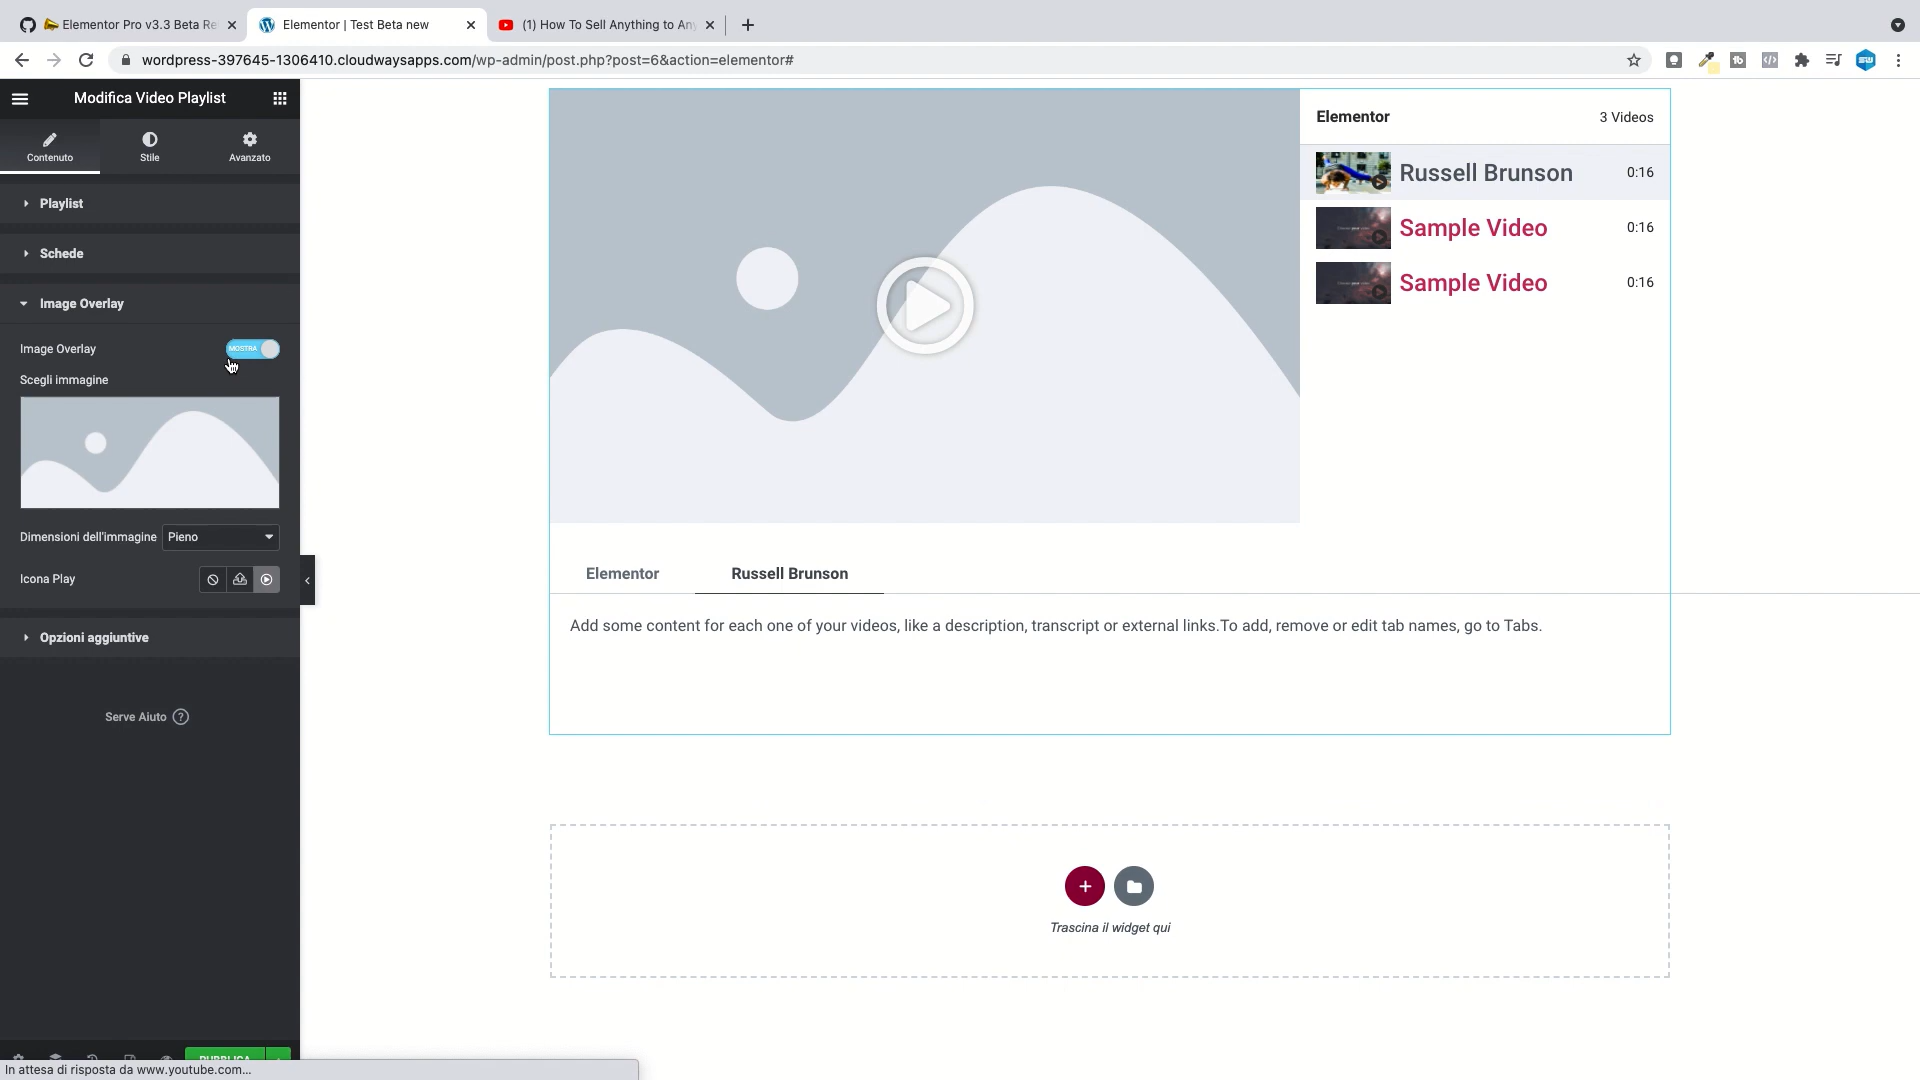 Elementor Pro v3.3 Beta Re
Elementor | Test Beta new
(1) How To Sell Anything to An
wordpress-397645-1306410.cloudwaysapps.com/wp-admin/post.php?post=6&action=elementor#
Modifica Video Playlist
Contenuto
Stile
Avanzato
Playlist
Schede
Image Overlay
Image Overlay
MOSTRA
Scegli immagine
Dimensioni dell'immagine
Pieno
Icona Play
Opzioni aggiuntive
Serve Aiuto ?
PUBBLICA
In attesa di risposta da www.youtube.com...
Elementor
3 Videos
Russell Brunson
0:16
Sample Video
0:16
Sample Video
0:16
Elementor
Russell Brunson
Add some content for each one of your videos, like a description, transcript or external links.To add, remove or edit tab names, go to Tabs.
Trascina il widget qui